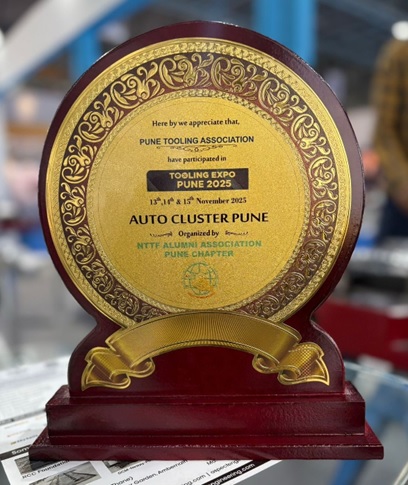 Here by we appreciate that,
PUNE TOOLING ASSOCIATION
have participated in
TOOLING EXPO
PUNE 2025
13th,14th & 15th November 2025
AUTO CLUSTER PUNE
Organized by
NTTF ALUMNI ASSOCIATION
PUNE CHAPTER